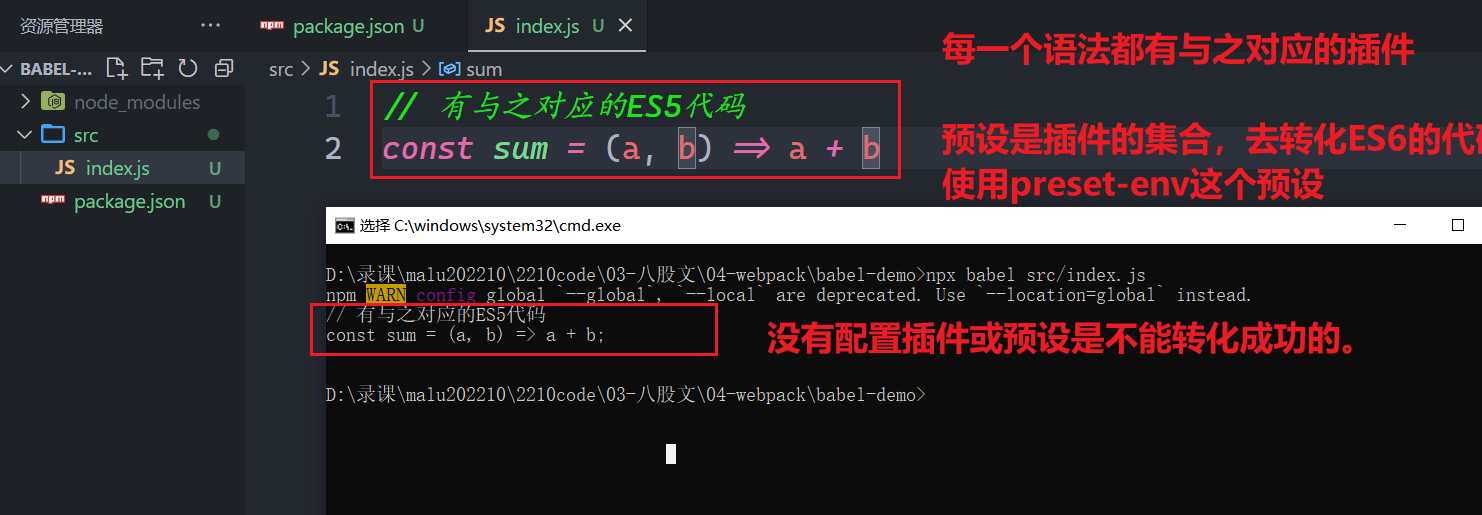 资源管理器 ···
package.json U
JS index.js U
BABEL-...
src > JS index.js > sum
node_modules
src
JS index.js U
package.json U
1 // 有与之对应的ES5代码
2 const sum = (a, b) => a + b
每一个语法都有与之对应的插件
预设是插件的集合，去转化ES6的代码
使用preset-env这个预设
选择 C:\windows\system32\cmd.exe
D:\录课\malu202210\2210code\03-八股文\04-webpack\babel-demo>npx babel src/index.js
npm WARN config global `--global`, `--local` are deprecated. Use `--location=global` instead.
// 有与之对应的ES5代码
const sum = (a, b) => a + b;
没有配置插件或预设是不能转化成功的。
D:\录课\malu202210\2210code\03-八股文\04-webpack\babel-demo>